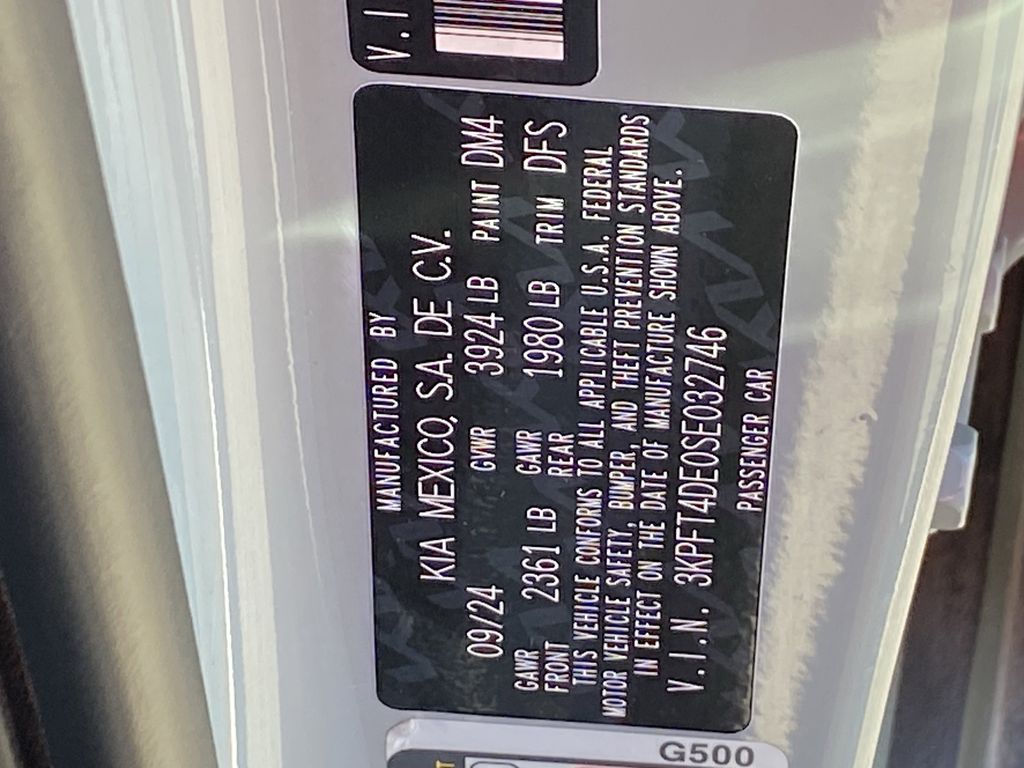 V.I
MANUFACTURED BY
KIA MEXICO, S.A. DE C.V.
09/24 GVWR 3924 LB PAINT DM4
GAWR FRONT 2361 LB GAWR REAR 1980 LB TRIM DFS
THIS VEHICLE CONFORMS TO ALL APPLICABLE U.S.A. FEDERAL
MOTOR VEHICLE SAFETY, BUMPER, AND THEFT PREVENTION STANDARDS
IN EFFECT ON THE DATE OF MANUFACTURE SHOWN ABOVE.
V.I.N. 3KPFT4DE0SE032746
PASSENGER CAR
G500